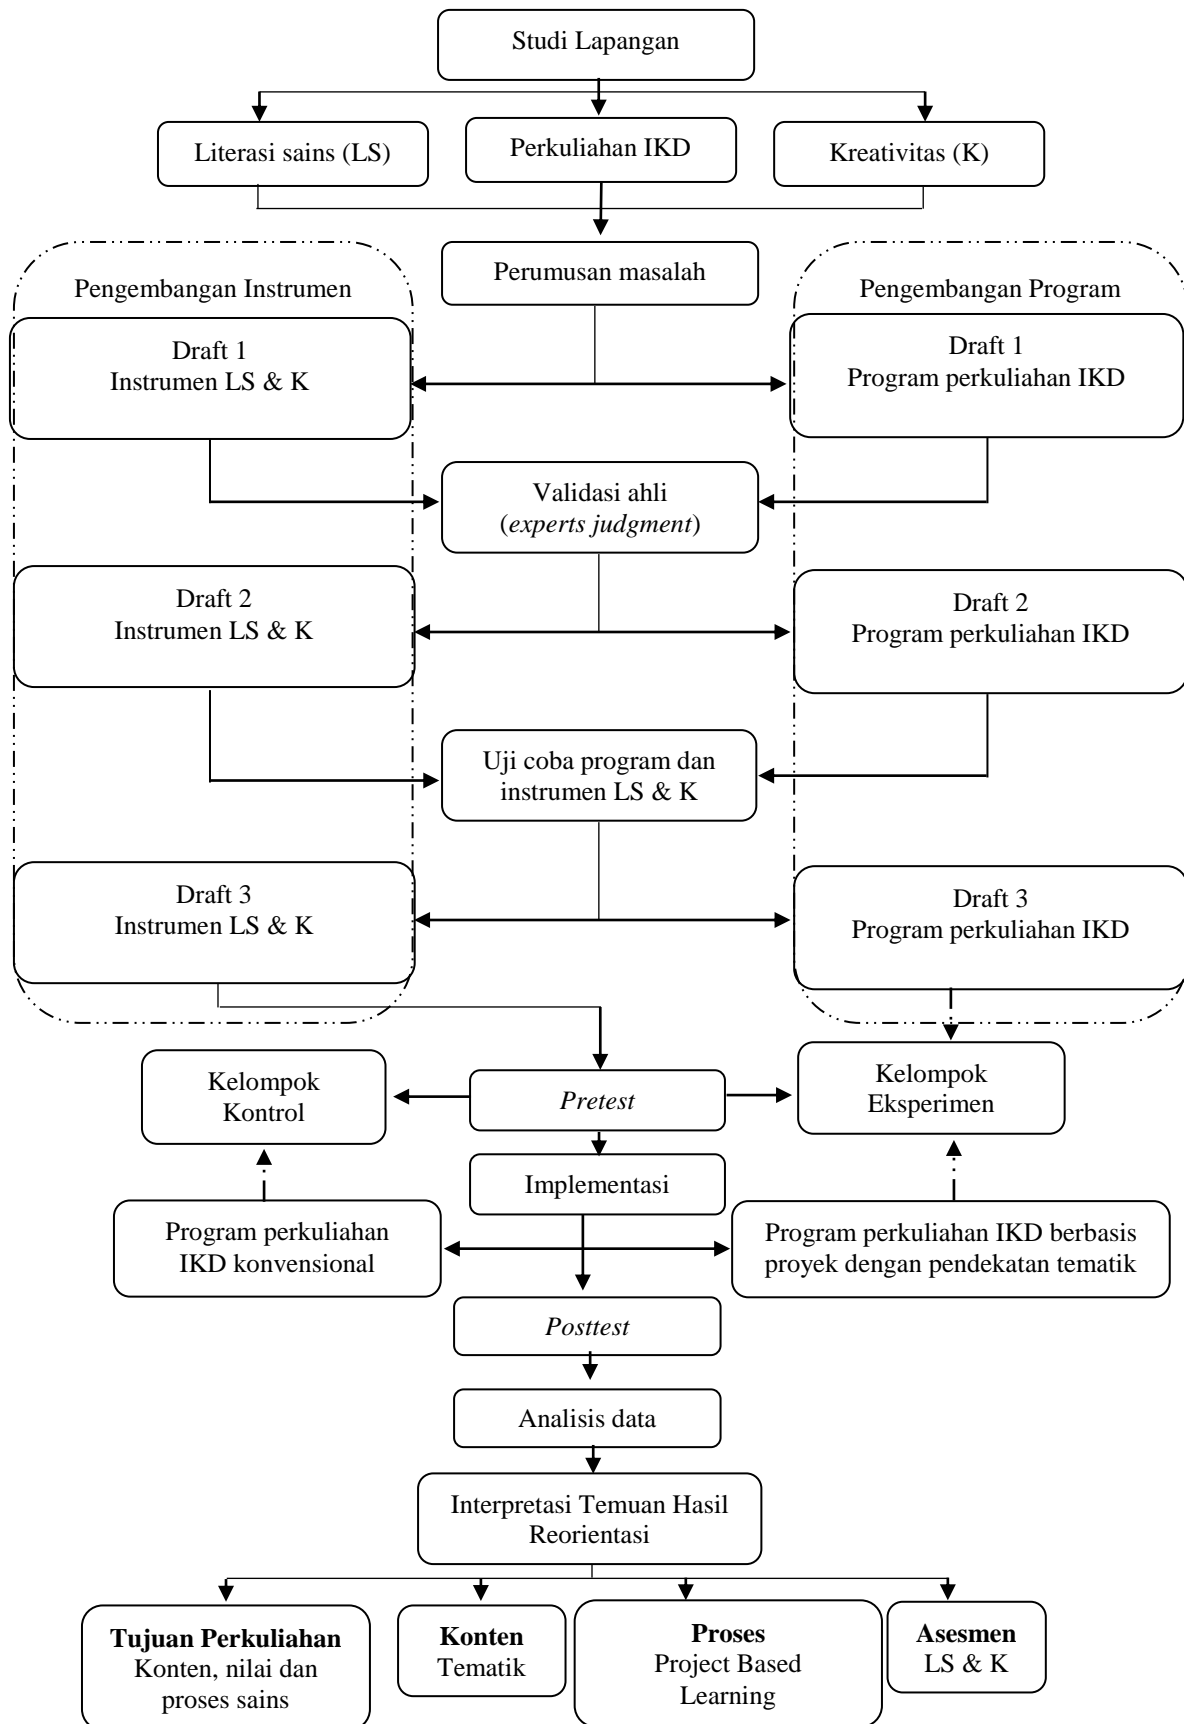 Studi Lapangan
Literasi sains (LS)
Perkuliahan IKD
Kreativitas (K)
Perumusan masalah
Pengembangan Instrumen
Pengembangan Program
Draft 1
Instrumen LS & K
Draft 1
Program perkuliahan IKD
Validasi ahli
(experts judgment)
Draft 2
Instrumen LS & K
Draft 2
Program perkuliahan IKD
Uji coba program dan
instrumen LS & K
Draft 3
Instrumen LS & K
Draft 3
Program perkuliahan IKD
Kelompok
Kontrol
Pretest
Kelompok
Eksperimen
Implementasi
Program perkuliahan
IKD konvensional
Program perkuliahan IKD berbasis
proyek dengan pendekatan tematik
Posttest
Analisis data
Interpretasi Temuan Hasil
Reorientasi
Tujuan Perkuliahan
Konten, nilai dan
proses sains
Konten
Tematik
Proses
Project Based
Learning
Asesmen
LS & K